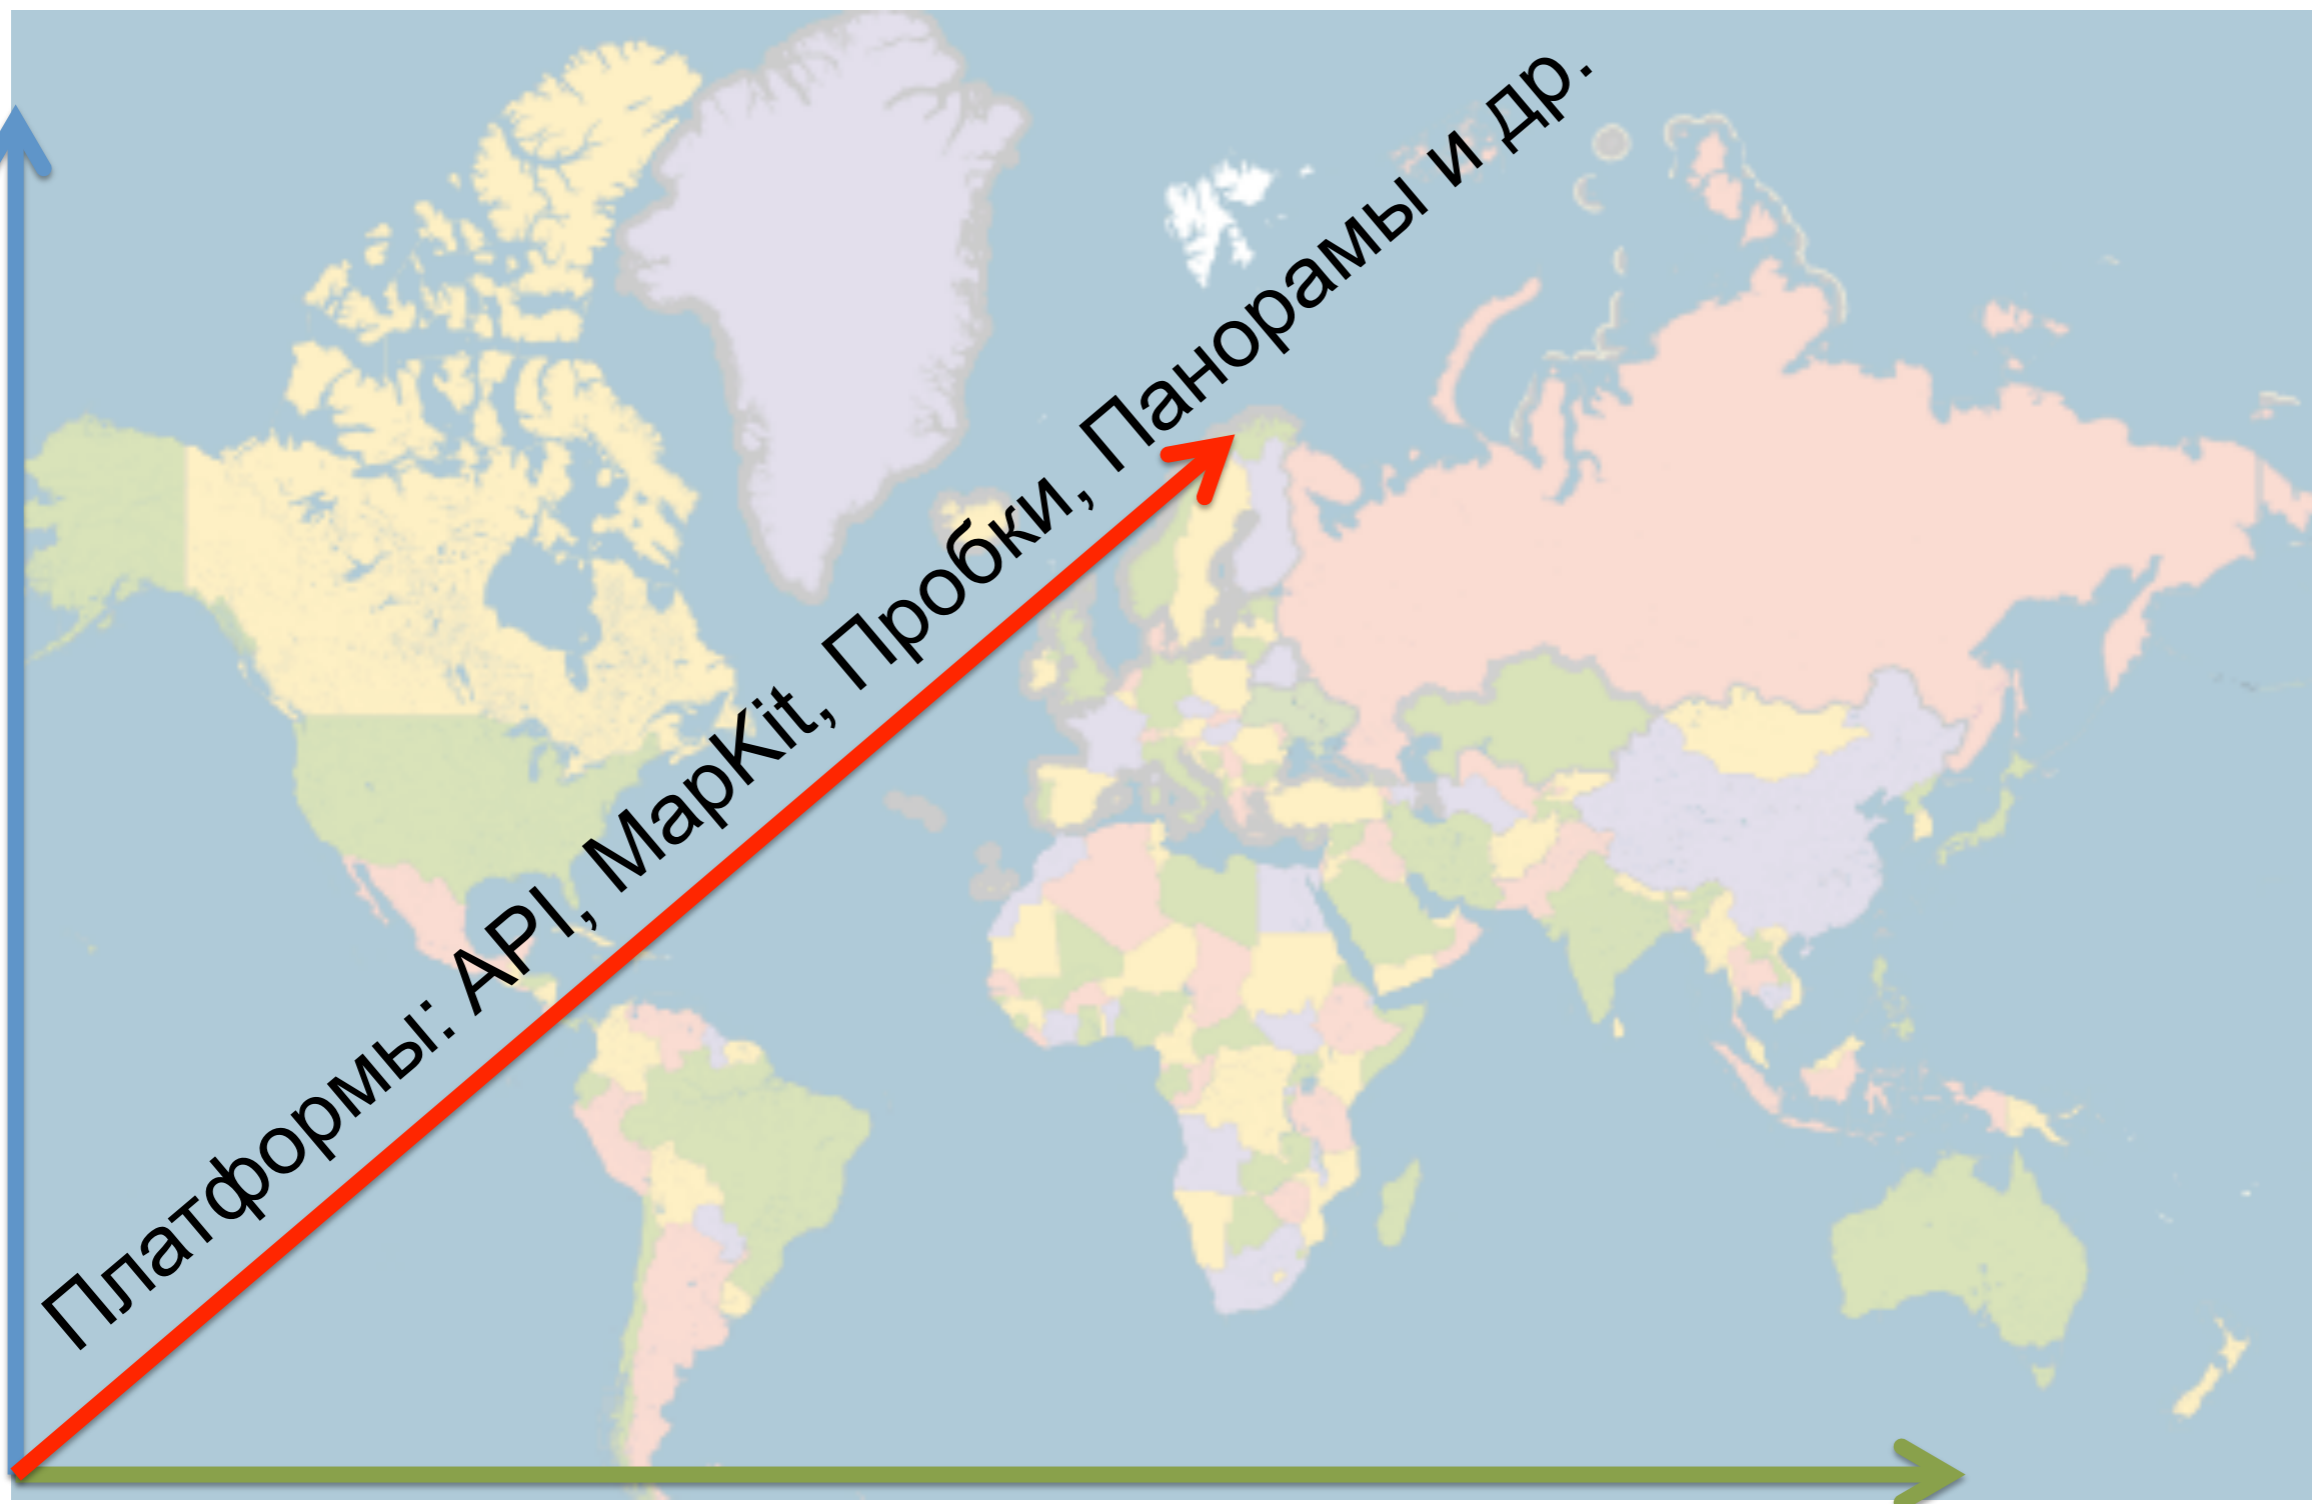 Платформы: API, MapKit, Пробки, Панорамы и др.